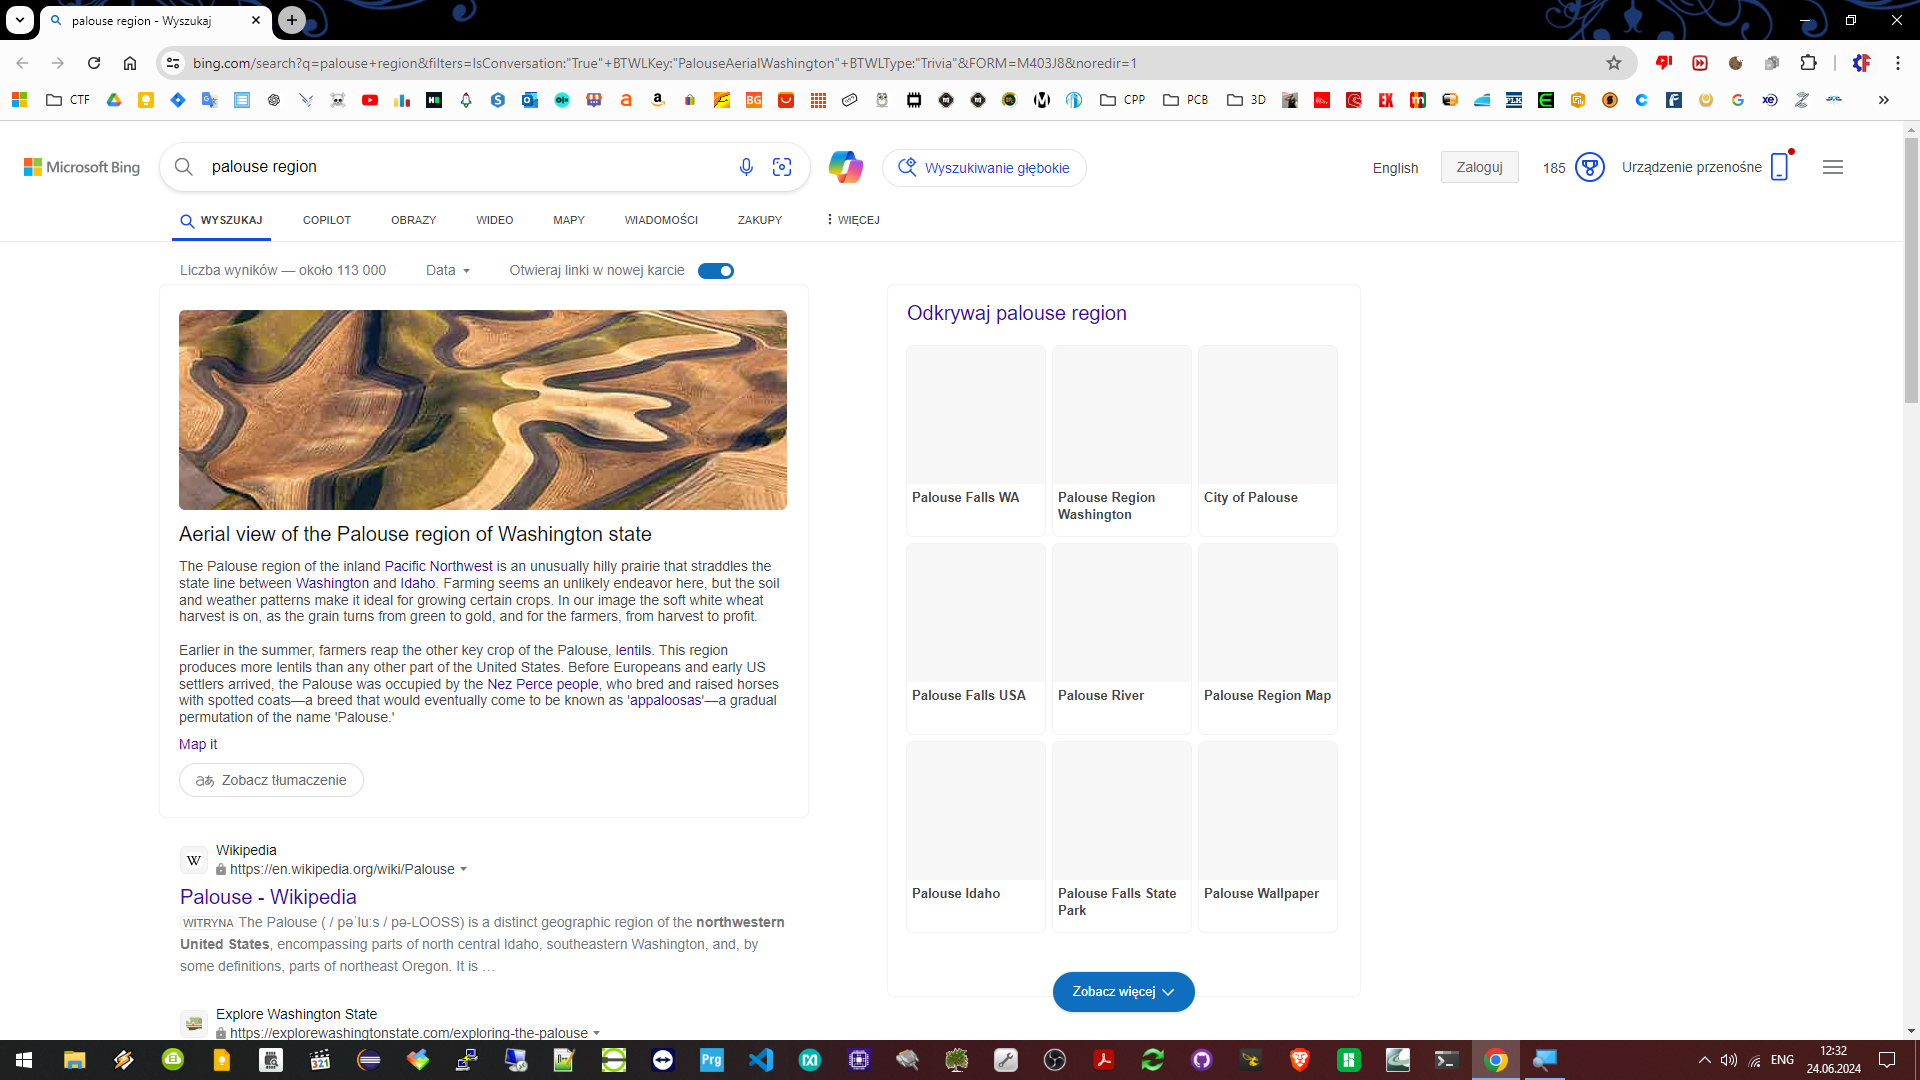 palouse region - Wyszukaj
bing.com/search?q=palouse+region&filters=IsConversation:"True"+BTWLKey:"PalouseAerialWashington"+BTWLType:"Trivia"&FORM=M403J8&noredir=1
CTF
CPP
PCB
3D
Microsoft Bing
palouse region
Wyszukiwanie głębokie
English
Zaloguj
185
Urządzenie przenośne
WYSZUKAJ
COPILOT
OBRAZY
WIDEO
MAPY
WIADOMOŚCI
ZAKUPY
WIĘCEJ
Liczba wyników — około 113 000
Data
Otwieraj linki w nowej karcie
Aerial view of the Palouse region of Washington state
The Palouse region of the inland Pacific Northwest is an unusually hilly prairie that straddles the
state line between Washington and Idaho. Farming seems an unlikely endeavor here, but the soil
and weather patterns make it ideal for growing certain crops. In our image the soft white wheat
harvest is on, as the grain turns from green to gold, and for the farmers, from harvest to profit.
Earlier in the summer, farmers reap the other key crop of the Palouse, lentils. This region
produces more lentils than any other part of the United States. Before Europeans and early US
settlers arrived, the Palouse was occupied by the Nez Perce people, who bred and raised horses
with spotted coats—a breed that would eventually come to be known as 'appaloosas'—a gradual
permutation of the name 'Palouse.'
Map it
Zobacz tłumaczenie
Wikipedia
https://en.wikipedia.org/wiki/Palouse
Palouse - Wikipedia
WITRYNA The Palouse ( / pəˈluːs / pə-LOOSS) is a distinct geographic region of the northwestern
United States, encompassing parts of north central Idaho, southeastern Washington, and, by
some definitions, parts of northeast Oregon. It is …
Explore Washington State
https://explorewashingtonstate.com/exploring-the-palouse
Odkrywaj palouse region
Palouse Falls WA
Palouse Region
Washington
City of Palouse
Palouse Falls USA
Palouse River
Palouse Region Map
Palouse Idaho
Palouse Falls State
Park
Palouse Wallpaper
Zobacz więcej
321
Prg
ENG
12:32
24.06.2024